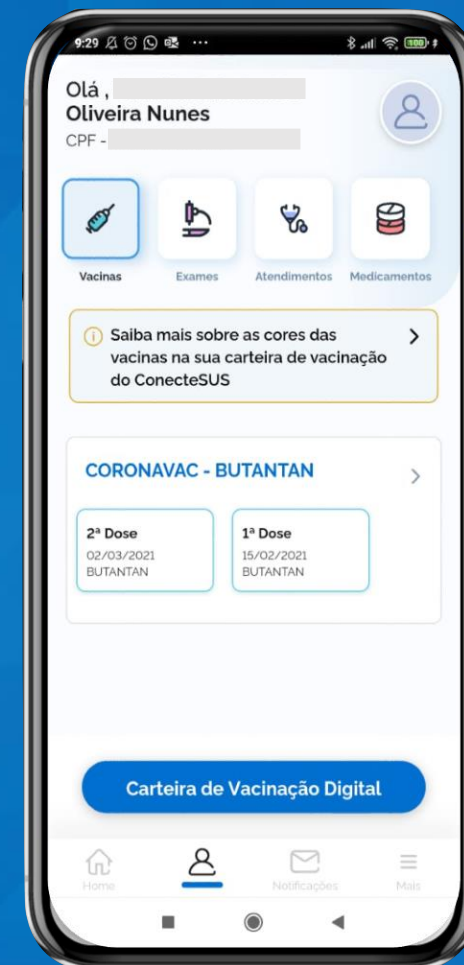 9:29
100
Olá ,
Oliveira Nunes
CPF -
Vacinas
Exames
Atendimentos
Medicamentos
Saiba mais sobre as cores das
vacinas na sua carteira de vacinação
do ConecteSUS
CORONAVAC - BUTANTAN
2ª Dose
02/03/2021
BUTANTAN
1ª Dose
15/02/2021
BUTANTAN
Carteira de Vacinação Digital
Home
Notificações
Mais